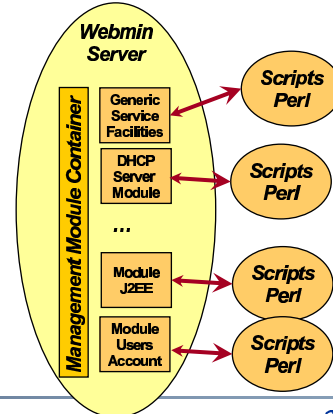 Webmin
Server
Management Module Container
Generic
Service
Facilities
Scripts
Perl
DHCP
Server
Module
Scripts
Perl
...
Module
J2EE
Scripts
Perl
Module
Users
Account
Scripts
Perl